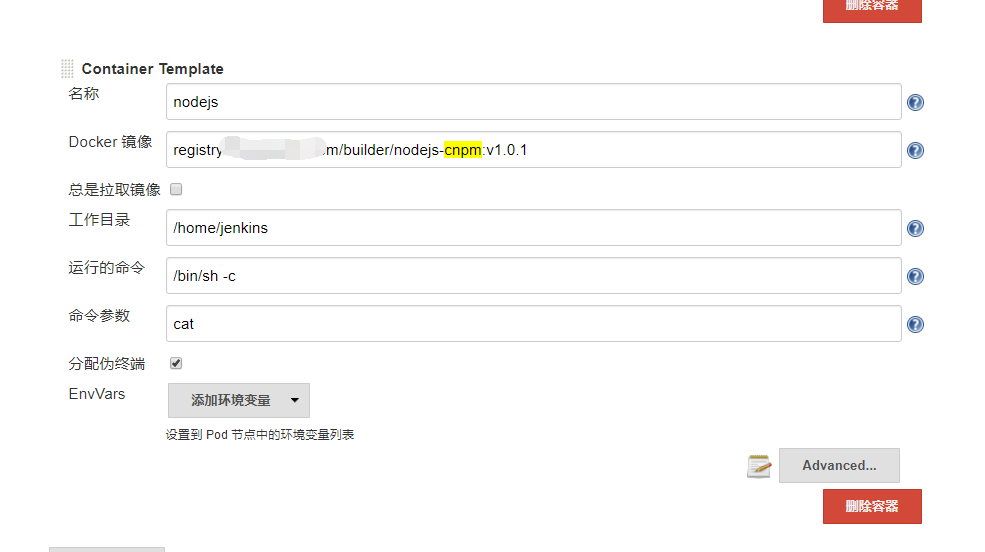 删除容器
Container Template
名称
nodejs
Docker 镜像
registry m/builder/nodejs-cnpm:v1.0.1
总是拉取镜像
工作目录
/home/jenkins
运行的命令
/bin/sh -c
命令参数
cat
分配伪终端
EnvVars
添加环境变量
设置到 Pod 节点中的环境变量列表
Advanced...
删除容器